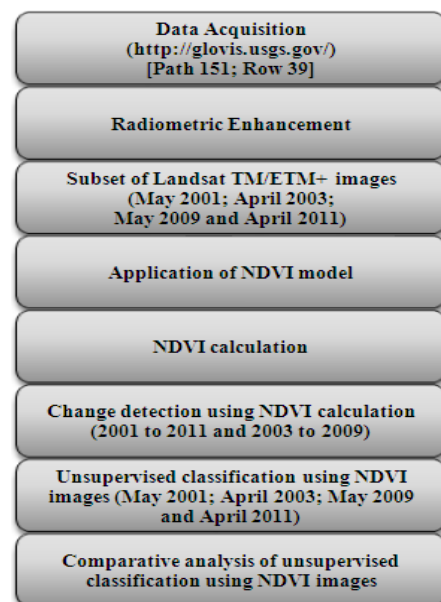 Data Acquisition
(http://glovis.usgs.gov/)
[Path 151; Row 39]
Radiometric Enhancement
Subset of Landsat TM/ETM+ images
(May 2001; April 2003;
May 2009 and April 2011)
Application of NDVI model
NDVI calculation
Change detection using NDVI calculation
(2001 to 2011 and 2003 to 2009)
Unsupervised classification using NDVI
images (May 2001; April 2003; May 2009
and April 2011)
Comparative analysis of unsupervised
classification using NDVI images